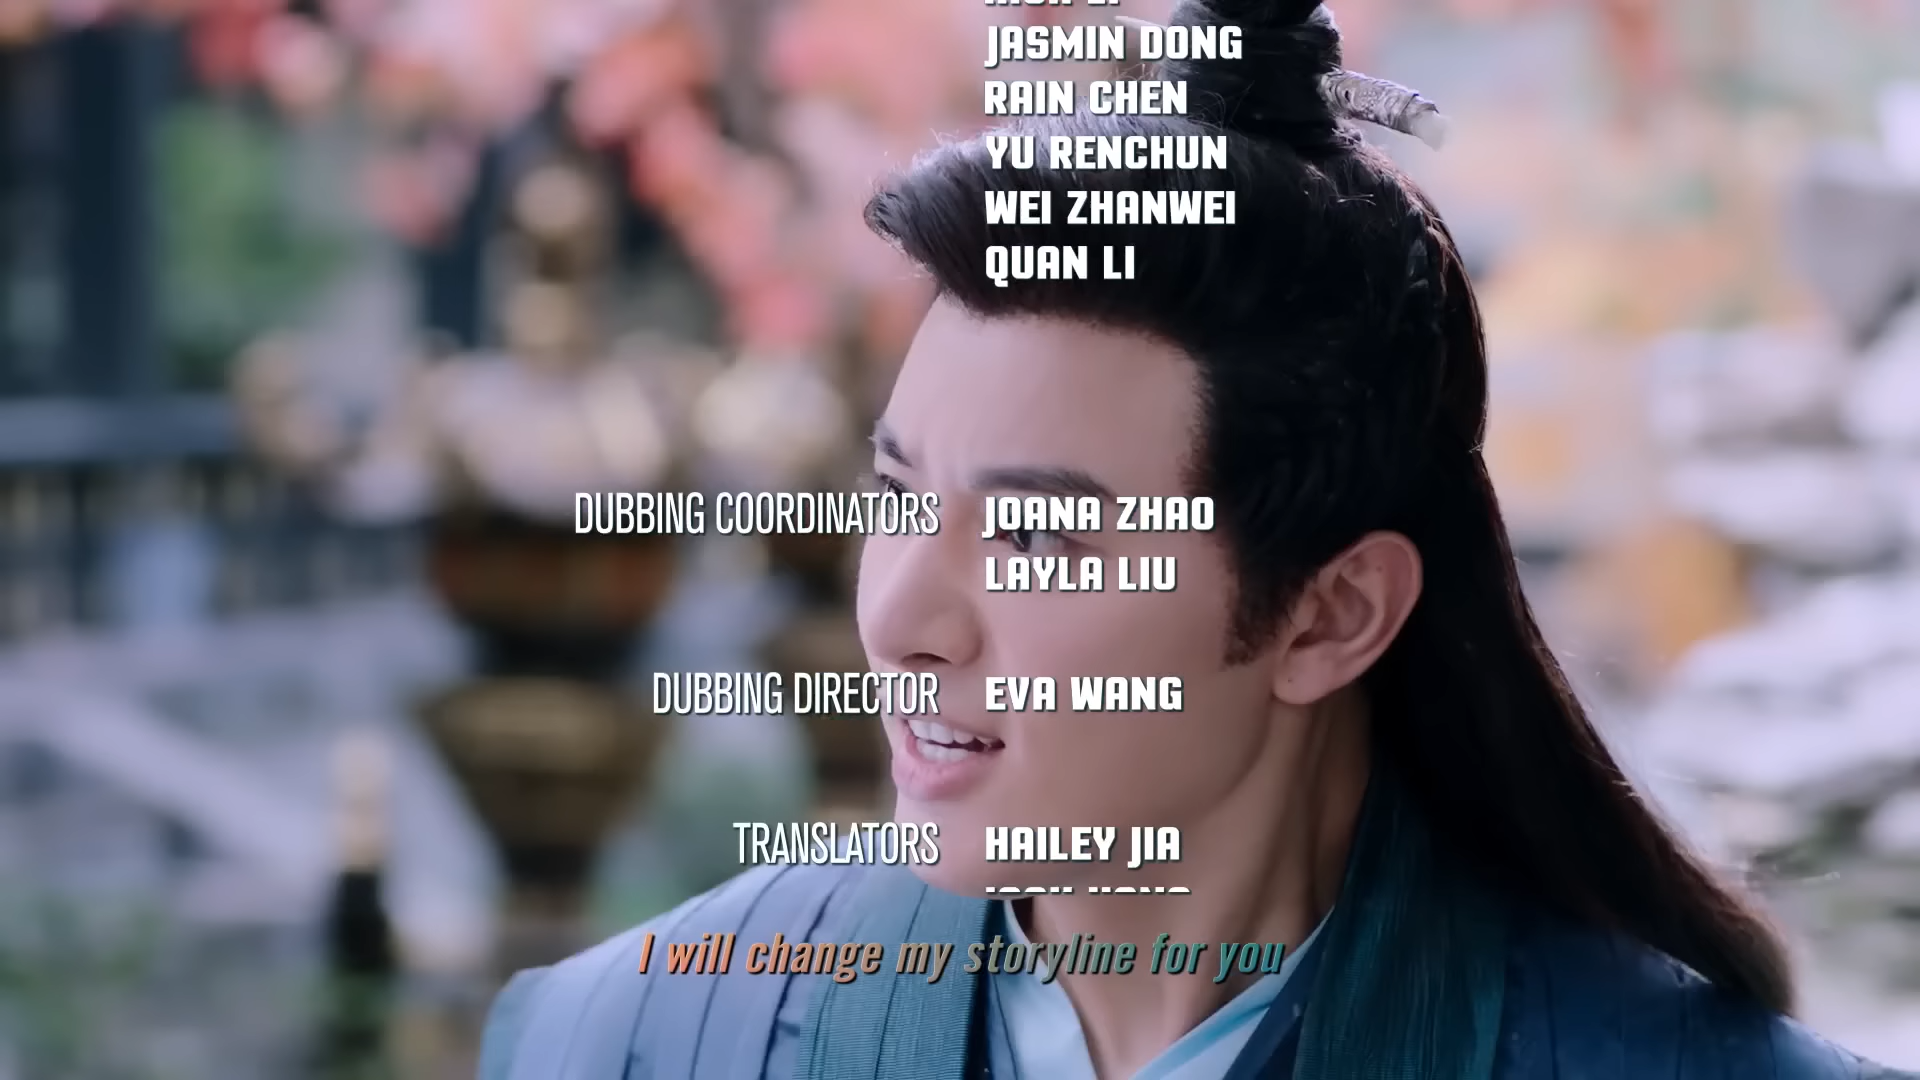 JASMIN DONG
RAIN CHEN
YU RENCHUN
WEI ZHANWEI
QUAN LI
DUBBING COORDINATORS JOANA ZHAO
LAYLA LIU
DUBBING DIRECTOR EVA WANG
TRANSLATORS HAILEY JIA
I will change my storyline for you